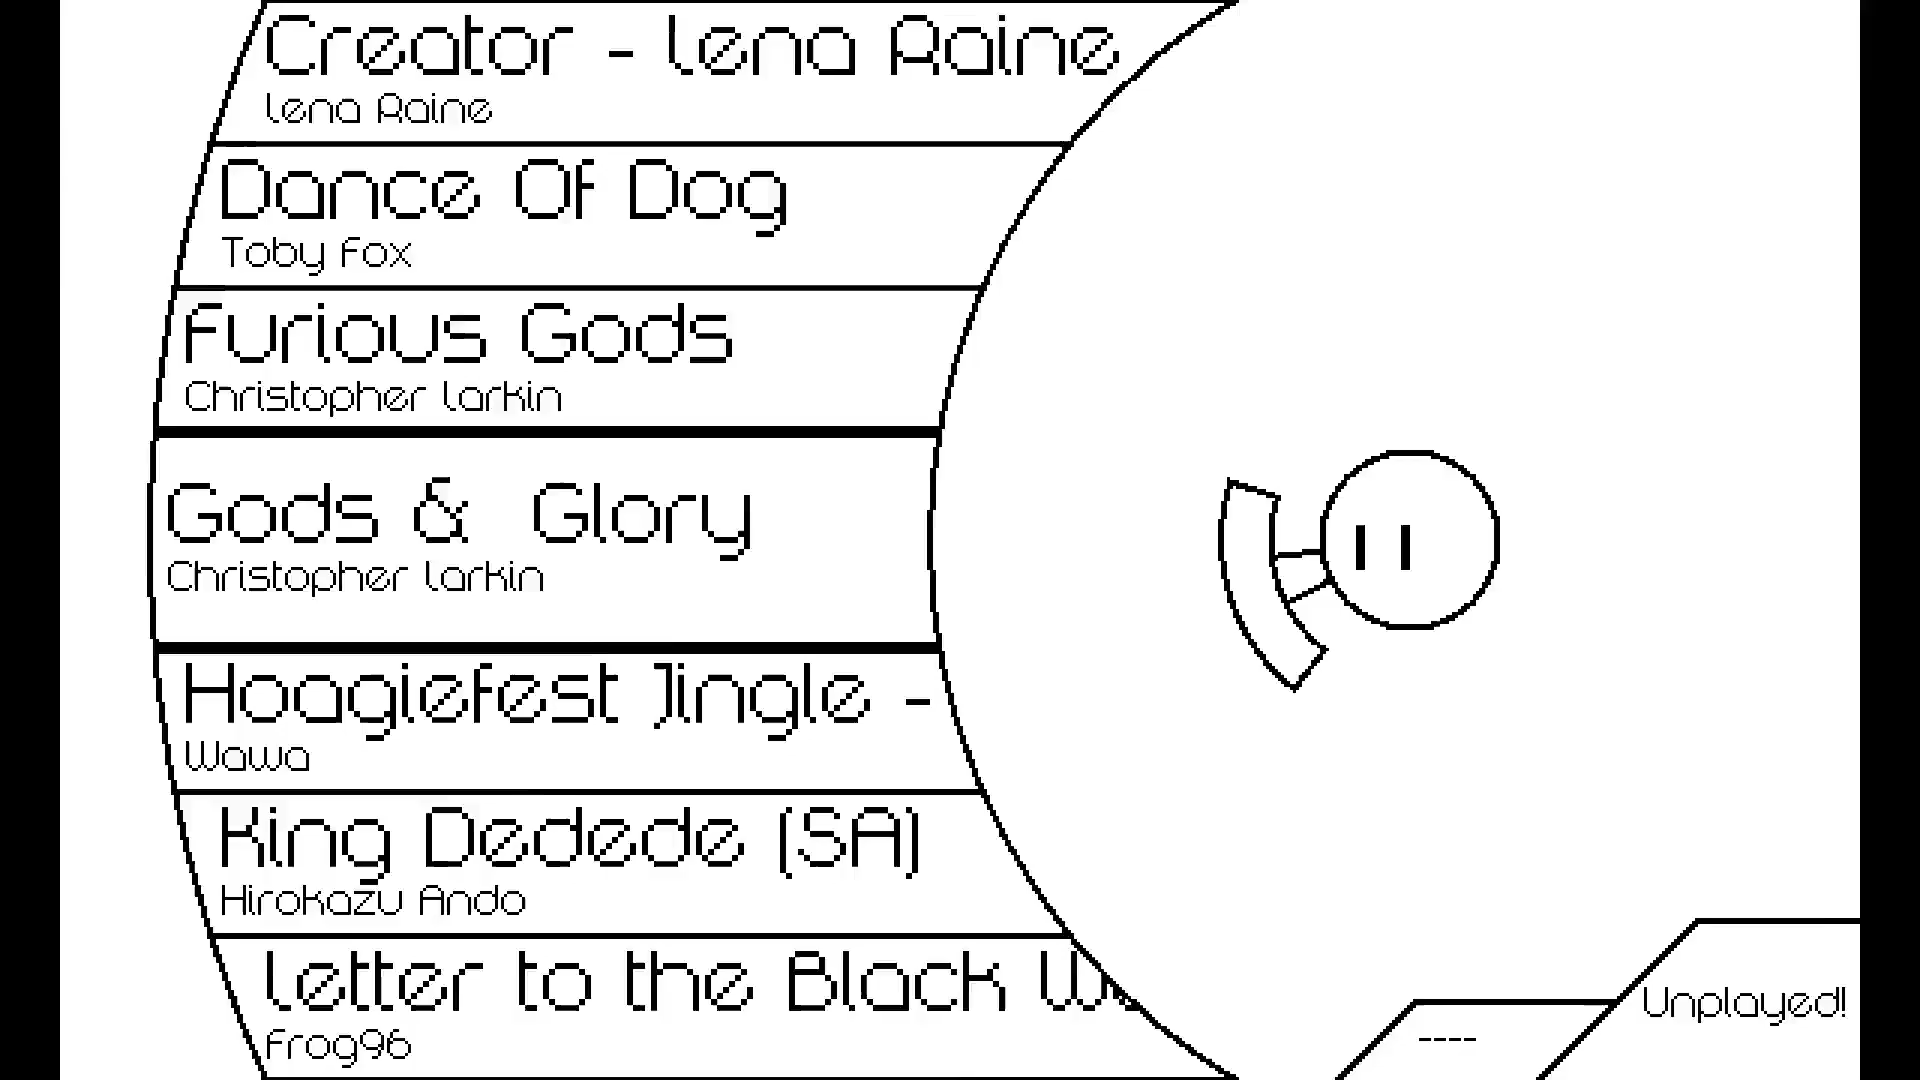 Creator - Lena Raine
Lena Raine
Dance Of Dog
Toby Fox
Furious Gods
Christopher Larkin
Gods & Glory
Christopher Larkin
Hoagiefest Jingle -
Wawa
King Dedede (SA)
Hirokazu Ando
Letter to the Black
Frog96
Unplayed!
----